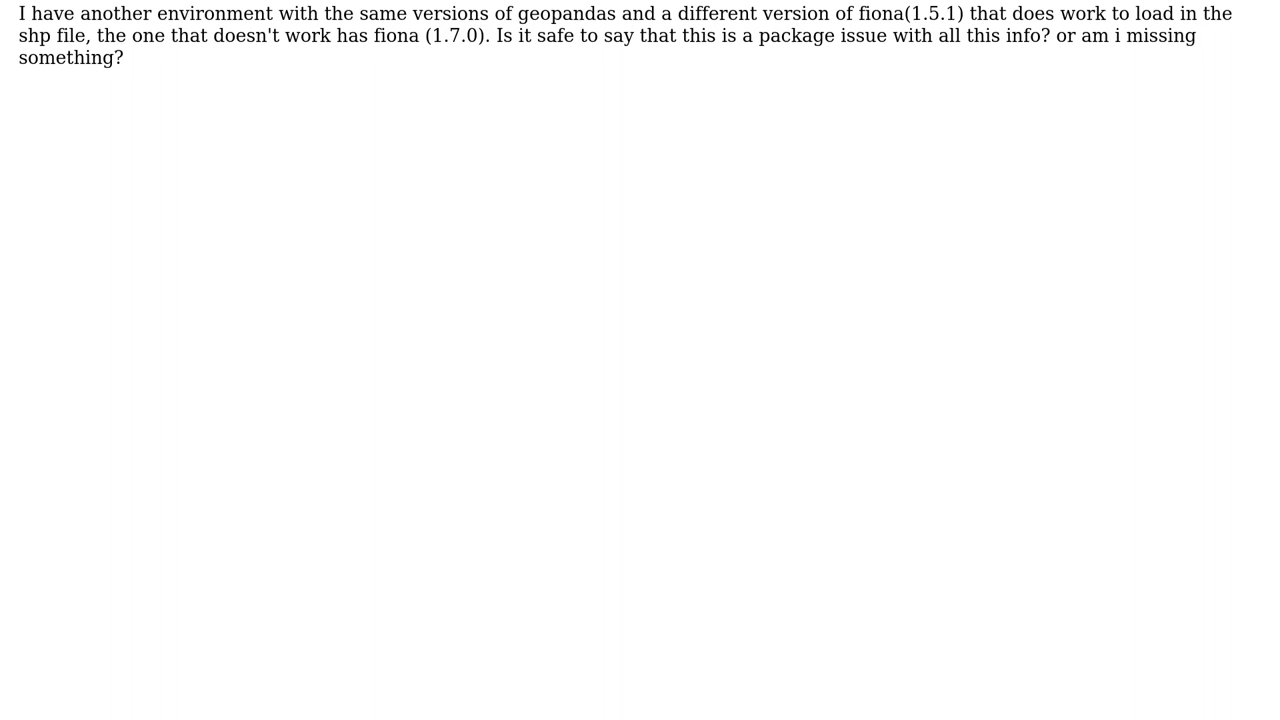 I have another environment with the same versions of geopandas and a different version of fiona(1.5.1) that does work to load in the
shp file, the one that doesn't work has fiona (1.7.0). Is it safe to say that this is a package issue with all this info? or am i missing
something?